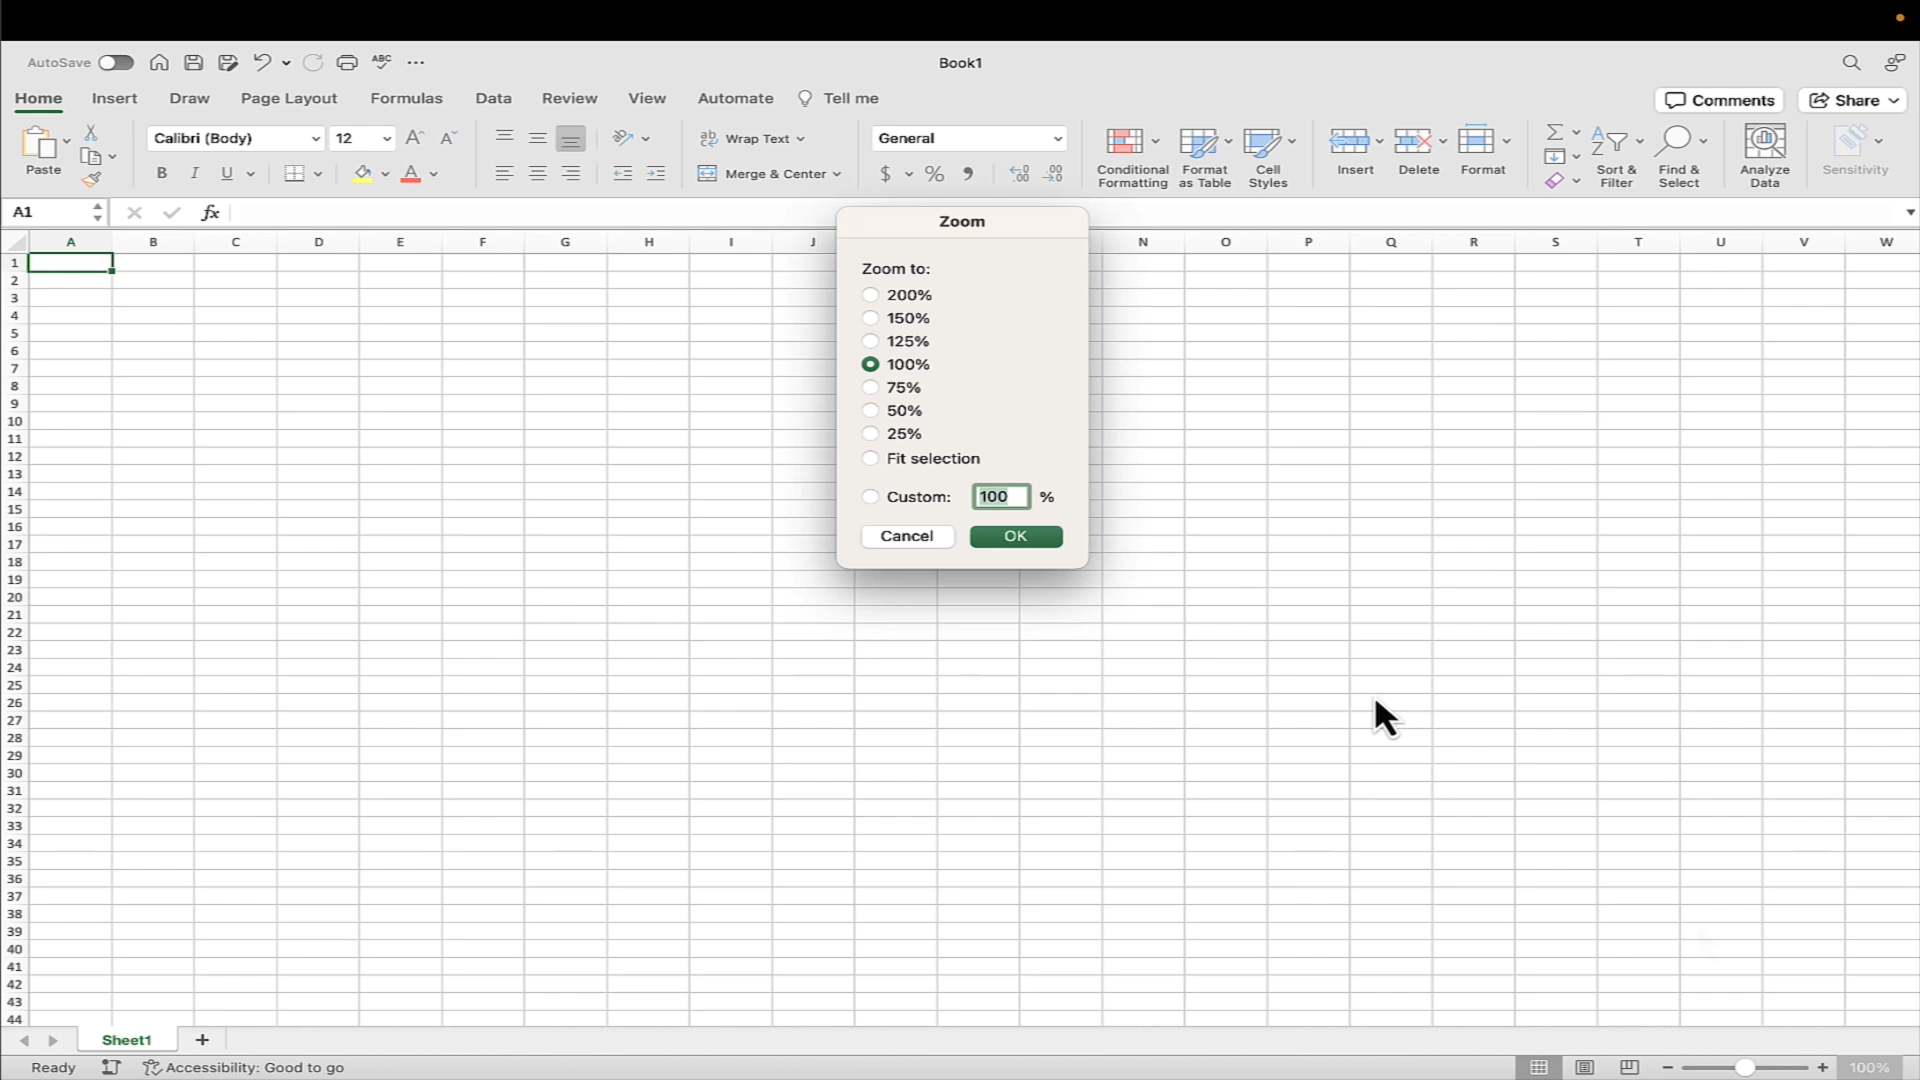 AutoSave
Book1
Home Insert Draw Page Layout Formulas Data Review View Automate Tell me
Comments Share
Paste
Calibri (Body) 12
B I U
Wrap Text
Merge & Center
General
$ %
Conditional Formatting
Format as Table
Cell Styles
Insert
Delete
Format
Sort & Filter
Find & Select
Analyze Data
Sensitivity
A1
fx
A B C D E F G H I J N O P Q R S T U V W
1
2
3
4
5
6
7
8
9
10
11
12
13
14
15
16
17
18
19
20
21
22
23
24
25
26
27
28
29
30
31
32
33
34
35
36
37
38
39
40
41
42
43
44
Zoom
Zoom to:
200%
150%
125%
100%
75%
50%
25%
Fit selection
Custom: 100 %
Cancel OK
Sheet1
Ready Accessibility: Good to go
100%